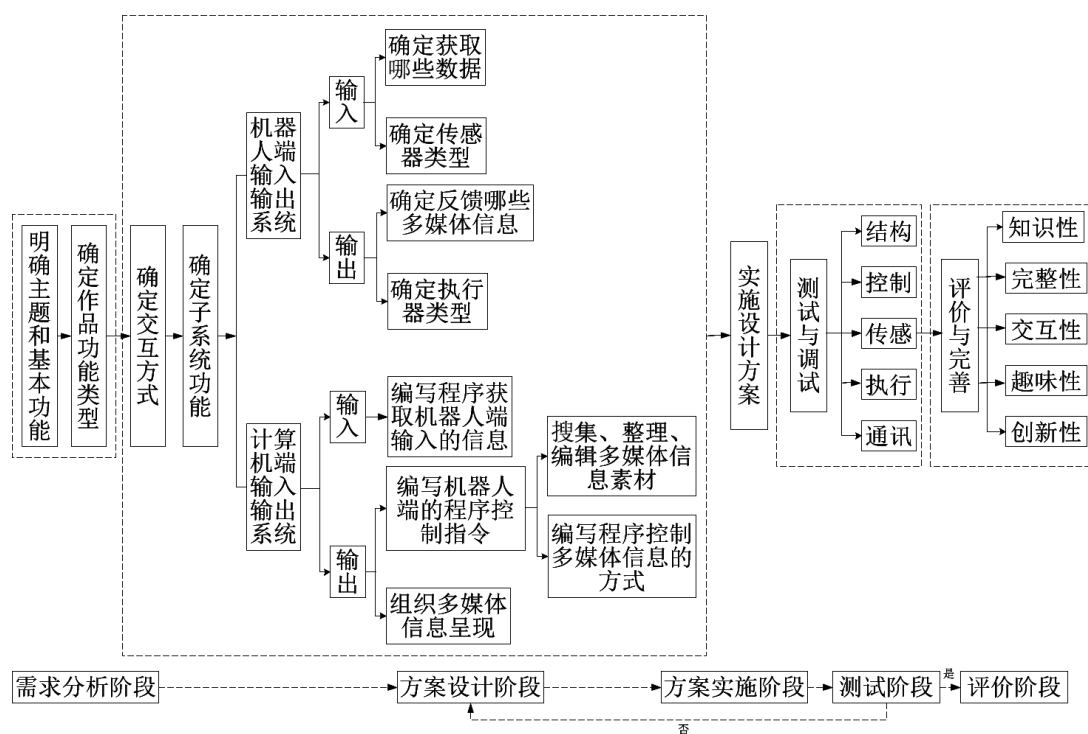 明确主题和基本功能
确定作品功能类型
确定交互方式
确定子系统功能
机器
人端
输入
输出
系统
输入
确定获取
哪些数据
确定传感
器类型
输出
确定反馈哪些
多媒体信息
确定执行
器类型
计算
机端
输入
输出
系统
输入
编写程序获
取机器人端
输入的信息
输出
编写机器人
端的程序控
制指令
搜集、整理、
编辑多媒体信
息素材
编写程序控制
多媒体信息的
方式
组织多媒体
信息呈现
实施设计方案
测试与调试
结构
控制
传感
执行
通讯
评价与完善
知识性
完整性
交互性
趣味性
创新性
需求分析阶段
方案设计阶段
方案实施阶段
测试阶段
是
评价阶段
否